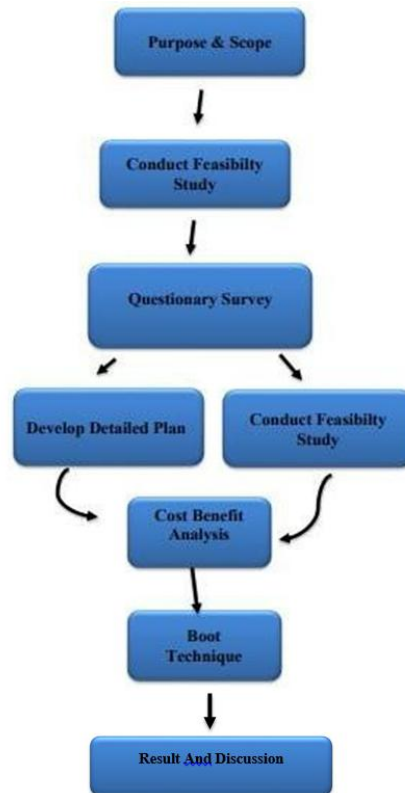 Purpose & Scope
Conduct Feasibilty
Study
Questionary Survey
Develop Detailed Plan
Conduct Feasibilty
Study
Cost Benefit
Analysis
Boot
Technique
Result And Discussion